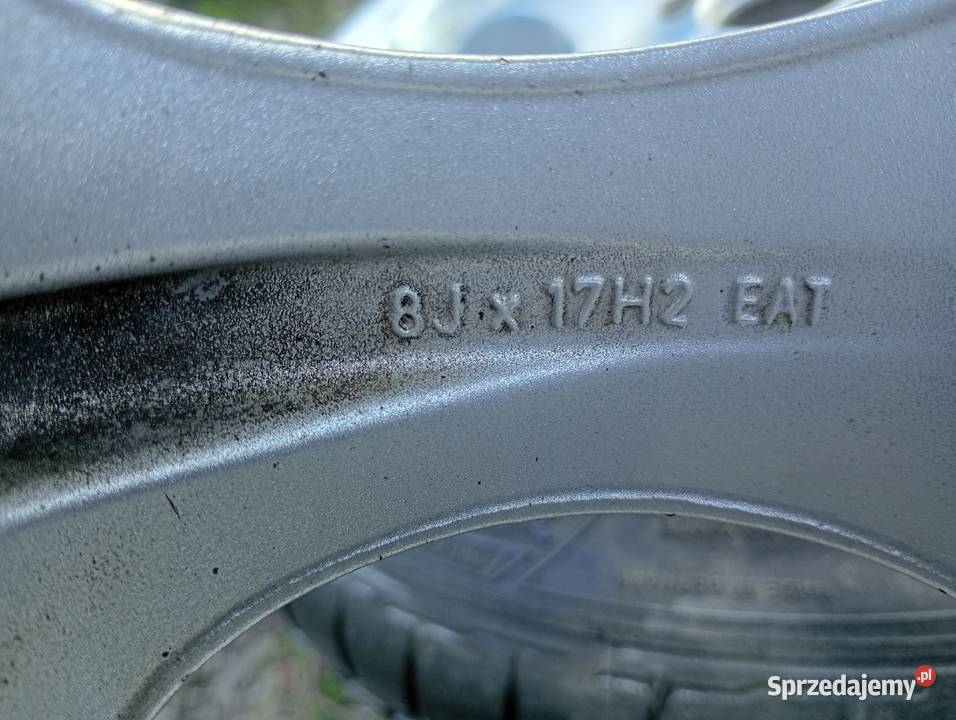 8J x 17H2 EAT
Sprzedajemy.pl